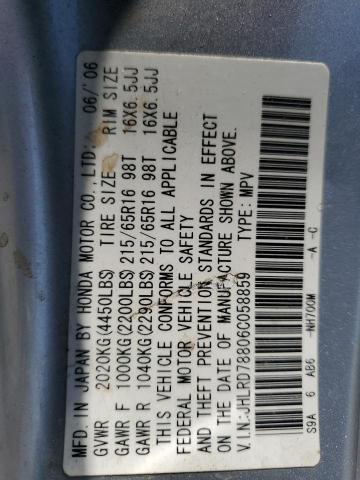 MFD. IN JAPAN BY HONDA MOTOR CO., LTD: 06/'06
GVWR 2020KG(4450LBS) TIRE SIZE RIM SIZE
GAWR F 1000KG(2200LBS) 215/65R16 98T 16X6.5JJ
GAWR R 1040KG(2290LBS) 215/65R16 98T 16X6.5JJ
THIS VEHICLE CONFORMS TO ALL APPLICABLE
FEDERAL MOTOR VEHICLE SAFETY
AND THEFT PREVENTION STANDARDS IN EFFECT
ON THE DATE OF MANUFACTURE SHOWN ABOVE.
V.I.N:JHLRD78806C058859 TYPE: MPV
S9A 6 AB6 -NH700M -A -C